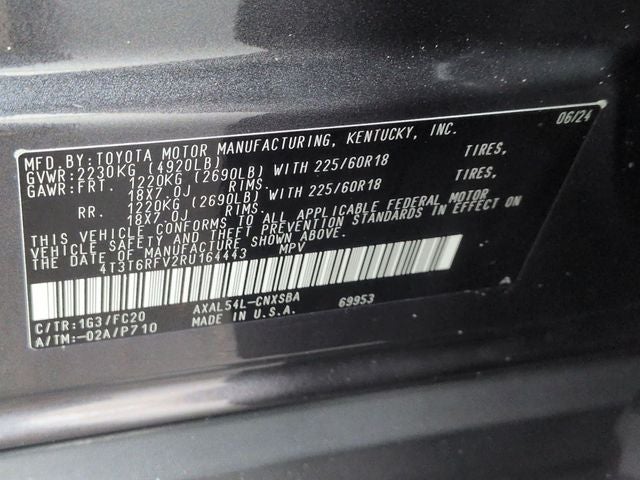 06/24
MFD.BY:TOYOTA MOTOR MANUFACTURING, KENTUCKY, INC.
GVWR:2230KG (4920LB)
GAWR:FRT. 1220KG (2690LB) WITH 225/60R18 TIRES,
18X7.0J RIMS.
RR. 1220KG (2690LB) WITH 225/60R18 TIRES,
18X7.0J RIMS.
THIS VEHICLE CONFORMS TO ALL APPLICABLE FEDERAL MOTOR
VEHICLE SAFETY AND THEFT PREVENTION STANDARDS IN EFFECT ON
THE DATE OF MANUFACTURE SHOWN ABOVE.
4T3T6RFV2RU164443 MPV
A
C/TR:1G3/FC20 AXAL54L-CNXSBA 69953
A/TM:-02A/P710 MADE IN U.S.A.